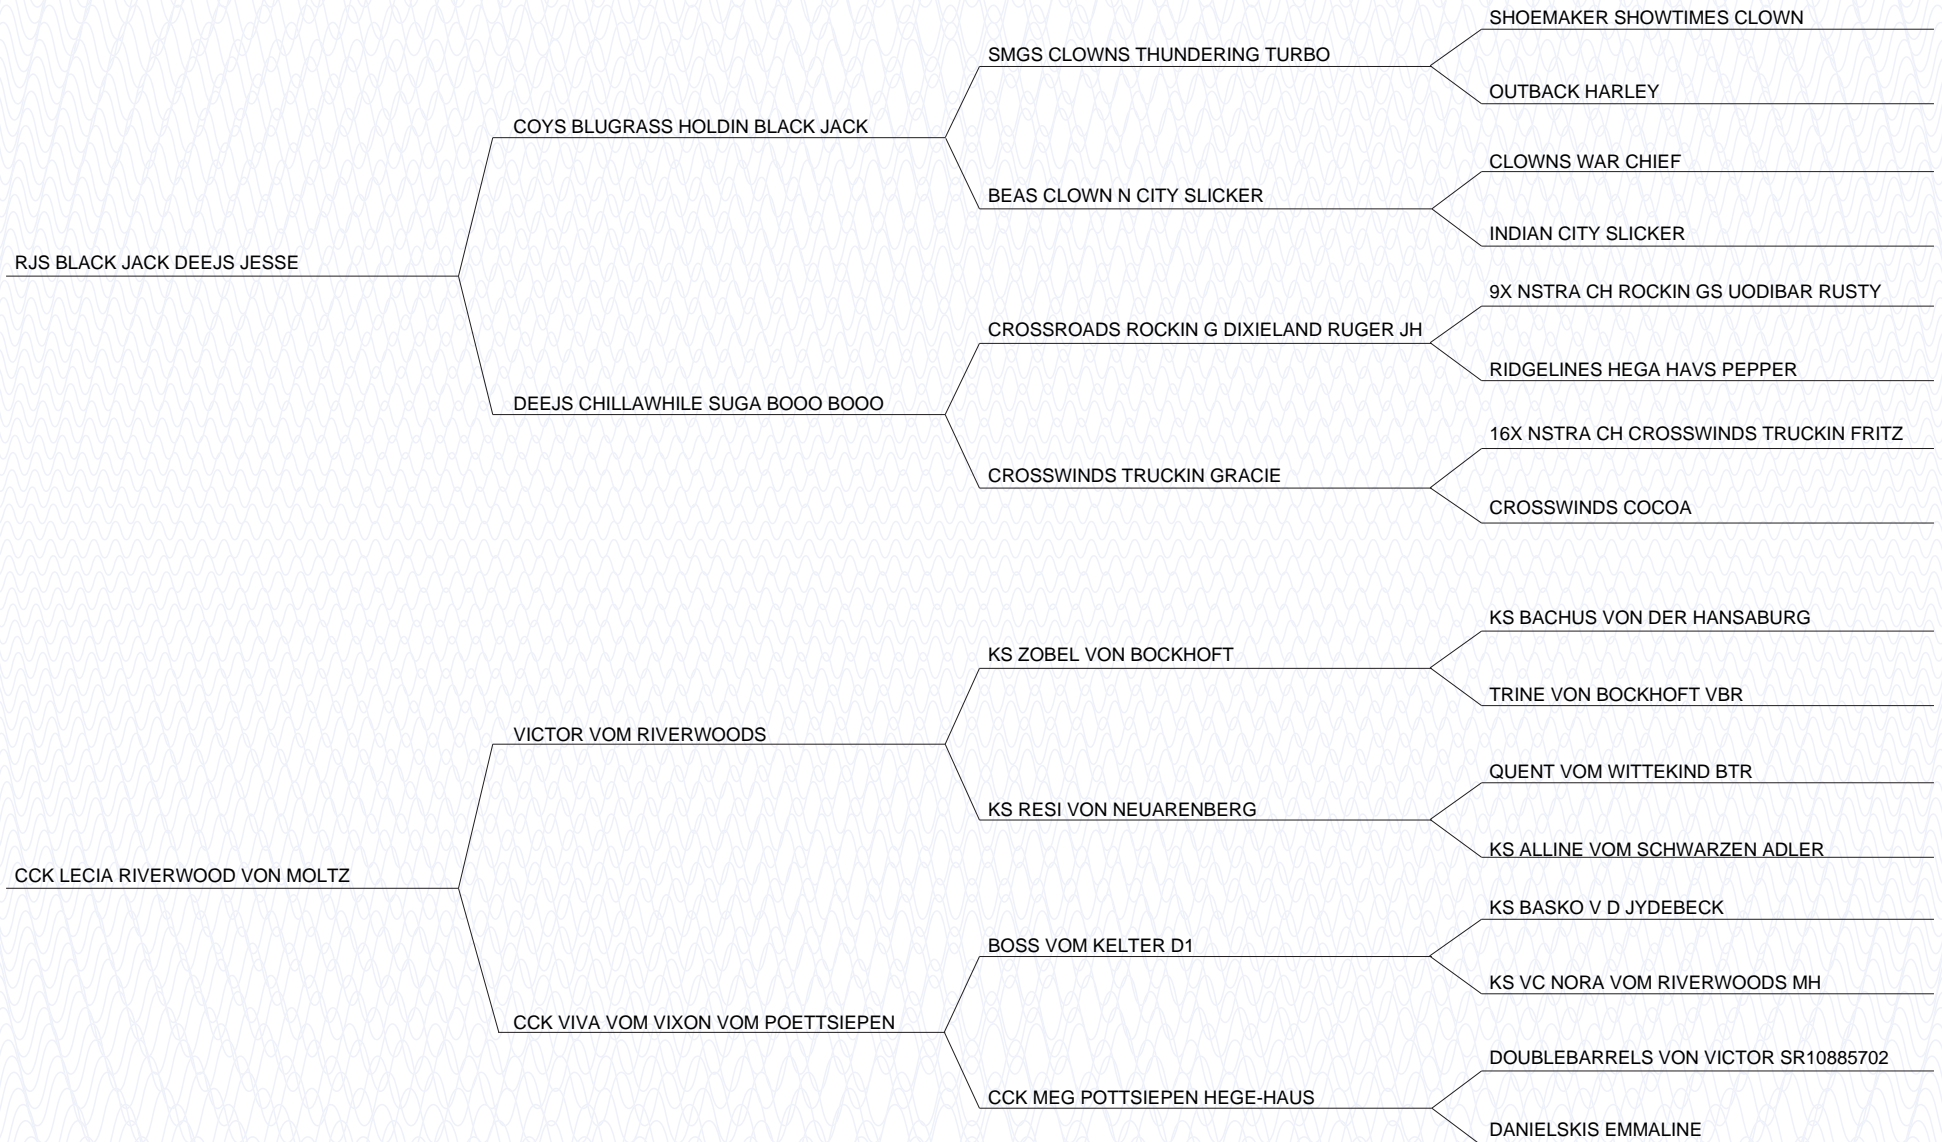 SHOEMAKER SHOWTIMES CLOWN
SMGS CLOWNS THUNDERING TURBO
OUTBACK HARLEY
COYS BLUGRASS HOLDIN BLACK JACK
CLOWNS WAR CHIEF
BEAS CLOWN N CITY SLICKER
INDIAN CITY SLICKER
RJS BLACK JACK DEEJS JESSE
9X NSTRA CH ROCKIN GS UODIBAR RUSTY
CROSSROADS ROCKIN G DIXIELAND RUGER JH
RIDGELINES HEGA HAVS PEPPER
DEEJS CHILLAWHILE SUGA BOOO BOOO
16X NSTRA CH CROSSWINDS TRUCKIN FRITZ
CROSSWINDS TRUCKIN GRACIE
CROSSWINDS COCOA
KS BACHUS VON DER HANSABURG
KS ZOBEL VON BOCKHOFT
TRINE VON BOCKHOFT VBR
VICTOR VOM RIVERWOODS
QUENT VOM WITTEKIND BTR
KS RESI VON NEUARENBERG
KS ALLINE VOM SCHWARZEN ADLER
CCK LECIA RIVERWOOD VON MOLTZ
KS BASKO V D JYDEBECK
BOSS VOM KELTER D1
KS VC NORA VOM RIVERWOODS MH
CCK VIVA VOM VIXON VOM POETTSIEPEN
DOUBLEBARRELS VON VICTOR SR10885702
CCK MEG POTTSIEPEN HEGE-HAUS
DANIELSKIS EMMALINE